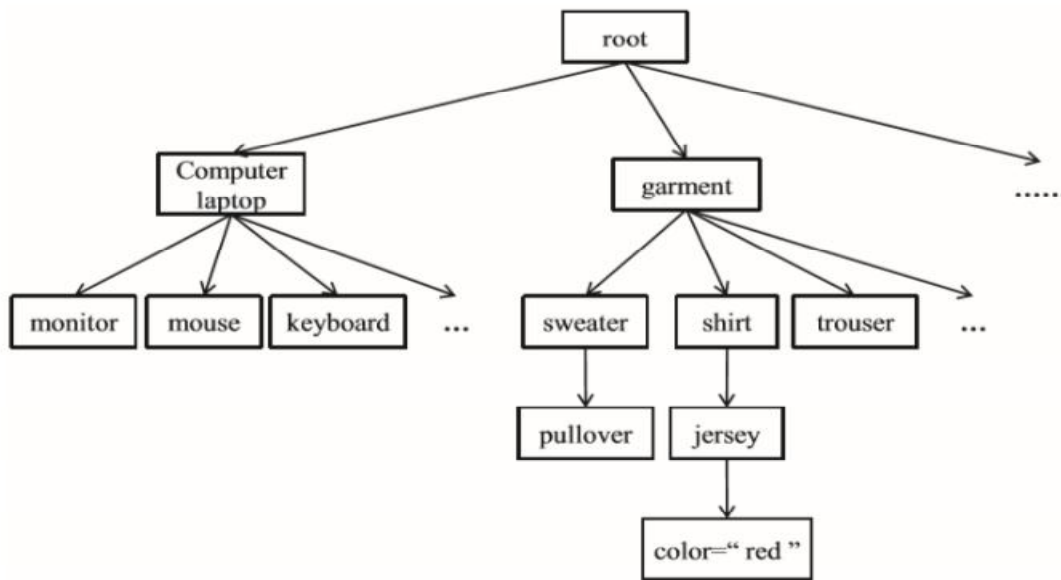 root
Computer
laptop
garment
......
monitor
mouse
keyboard
...
sweater
shirt
trouser
...
pullover
jersey
color=“ red ”